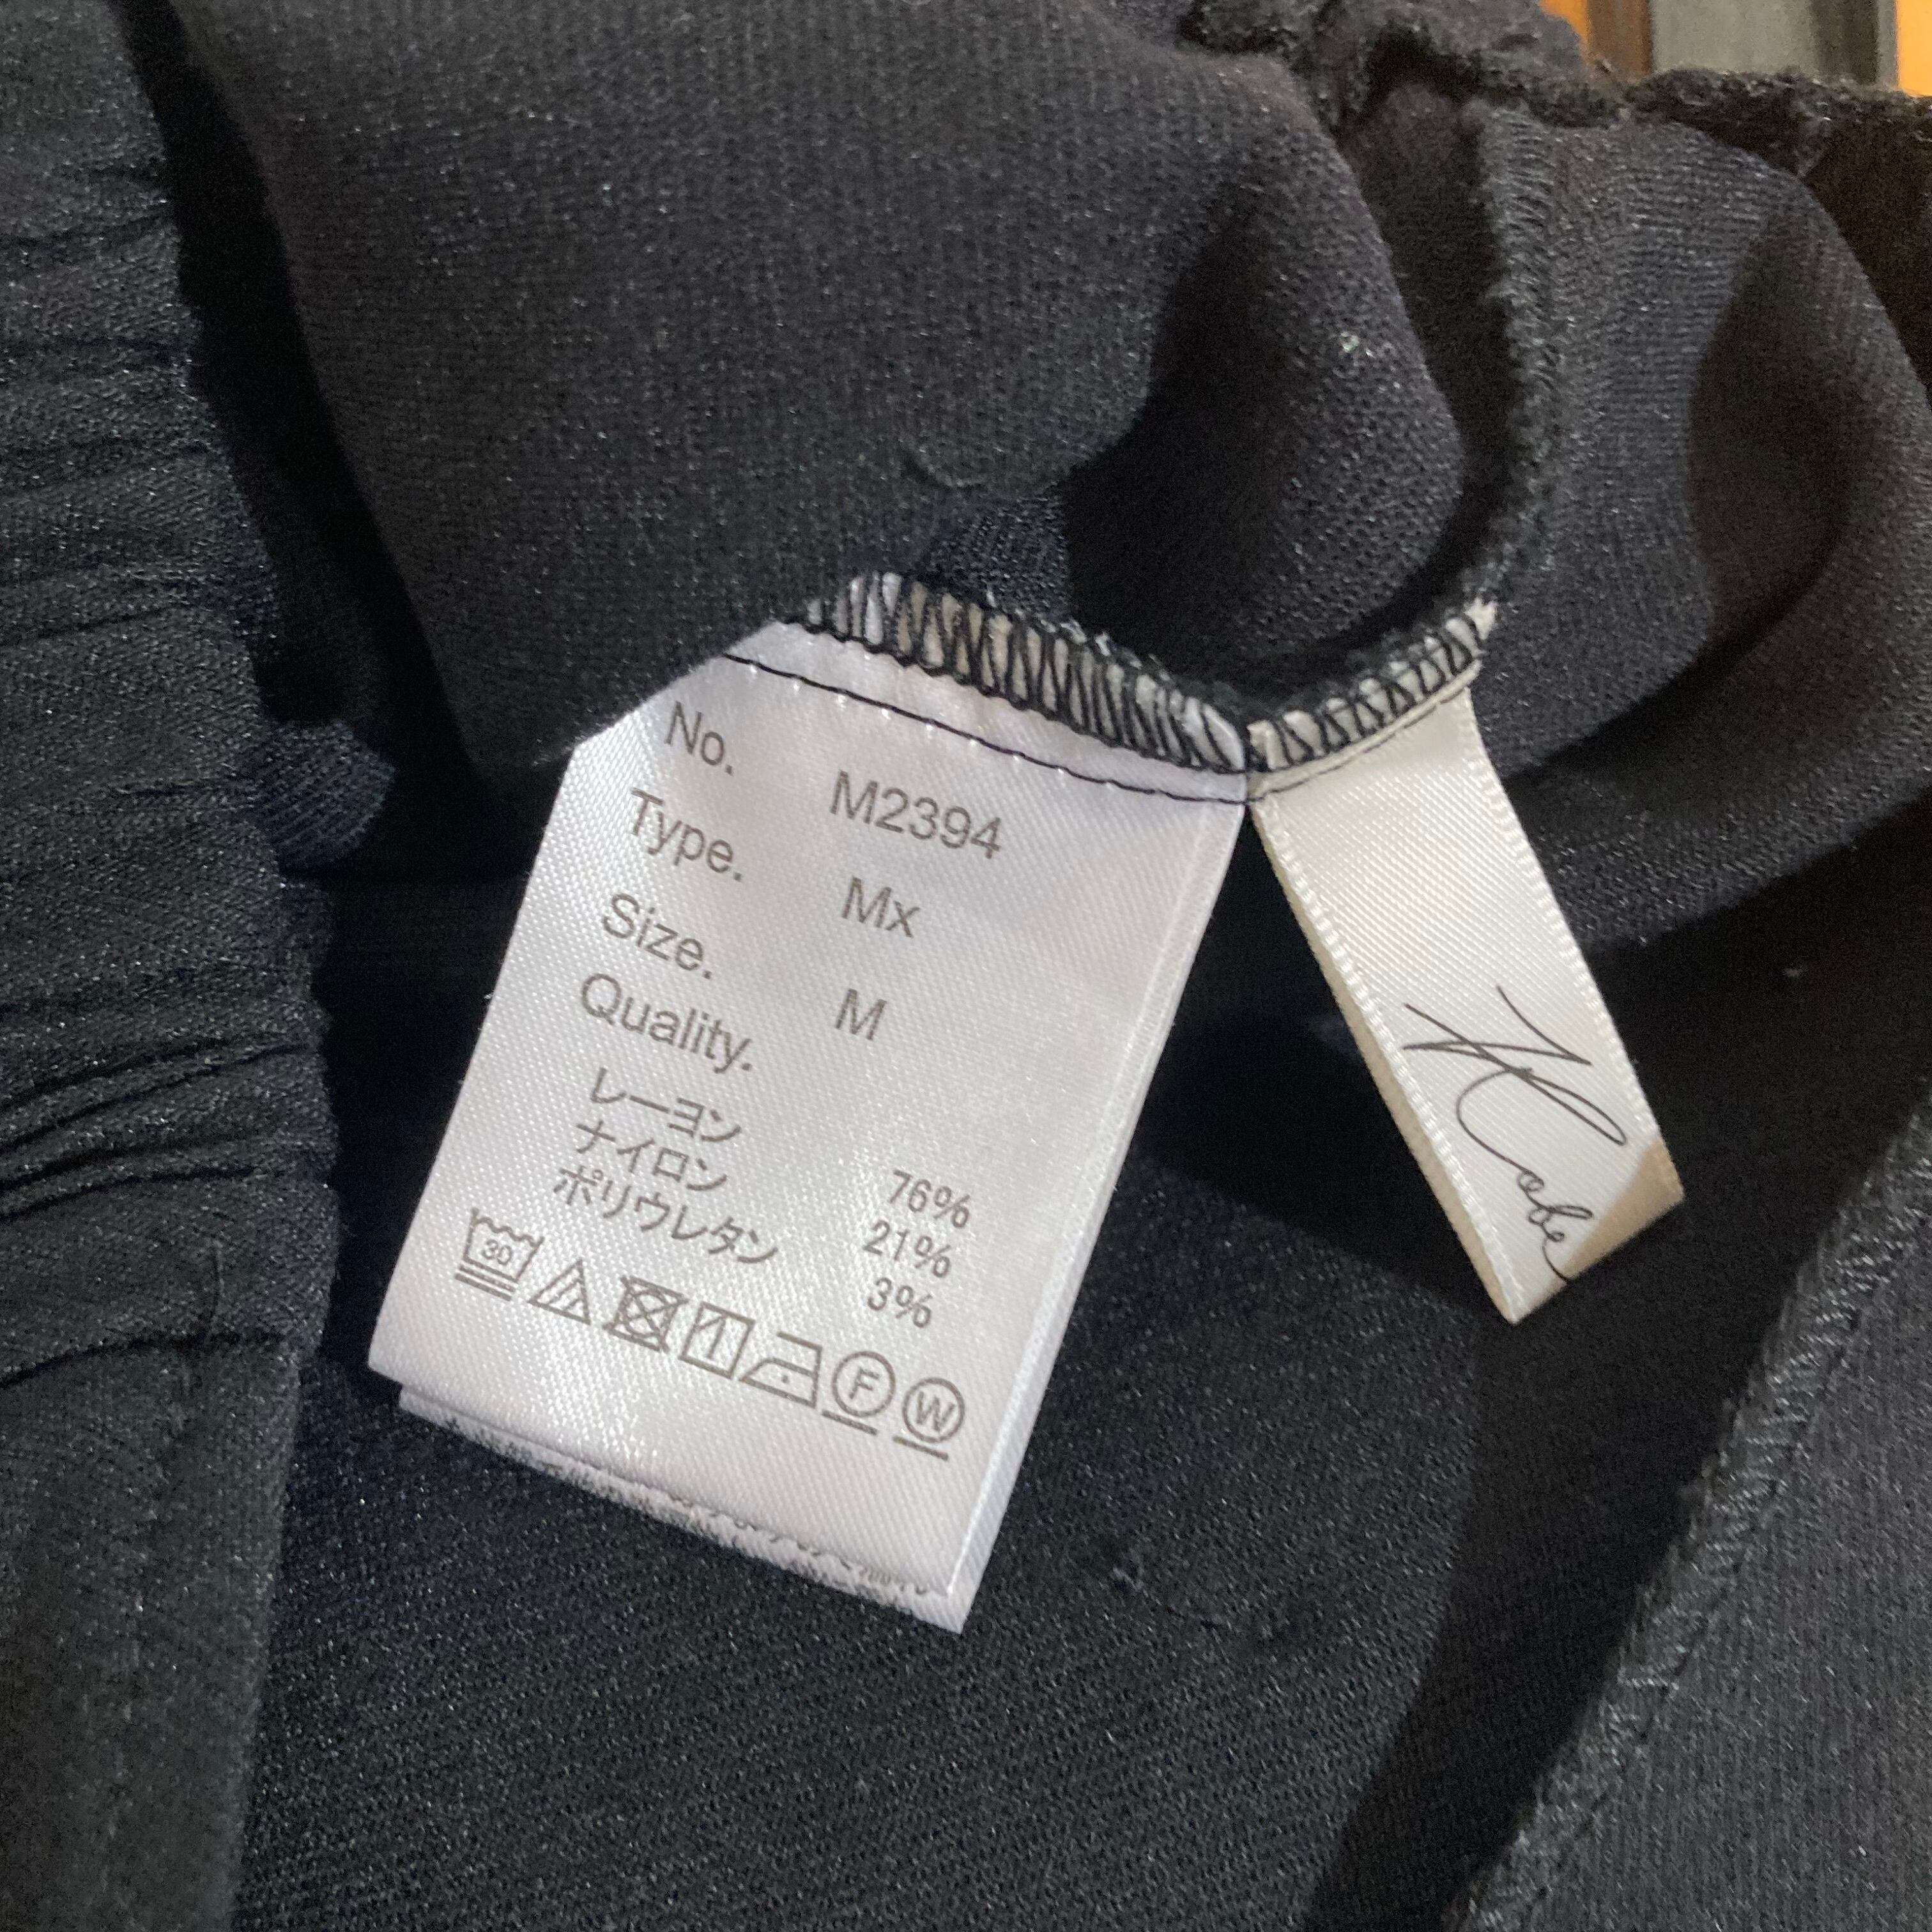 No. M2394
Type. Mx
Size. M
Quality.
レーヨン 76%
ナイロン 21%
ポリウレタン 3%
30
F
W